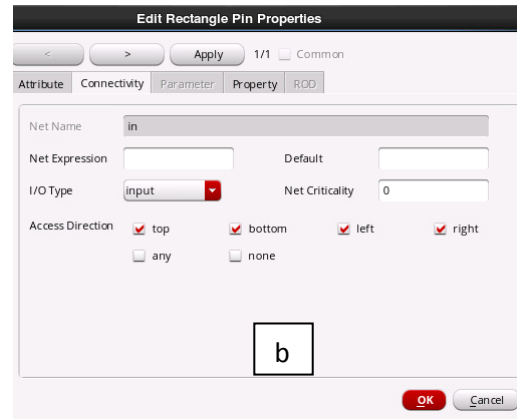 Edit Rectangle Pin Properties
< > Apply 1/1 Common
Attribute Connectivity Parameter Property ROD
Net Name in
Net Expression Default
I/O Type input Net Criticality 0
Access Direction top bottom left right
any none
b
OK Cancel